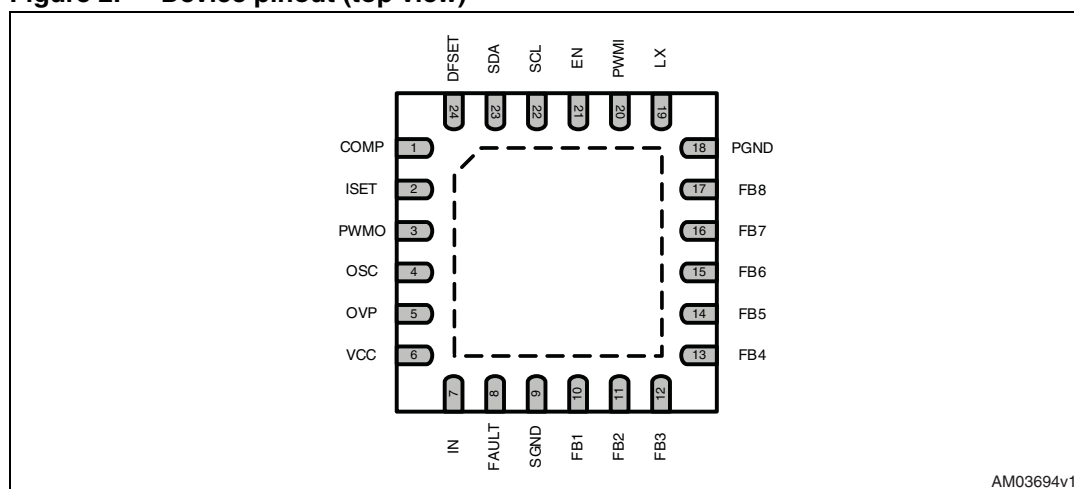 Figure 2. Device pinout (top view)
DFSET SDA SCL EN PWMI LX
24 23 22 21 20 19
COMP 1 18 PGND
ISET 2 17 FB8
PWMO 3 16 FB7
OSC 4 15 FB6
OVP 5 14 FB5
VCC 6 13 FB4
7 8 9 10 11 12
IN FAULT SGND FB1 FB2 FB3
AM03694v1